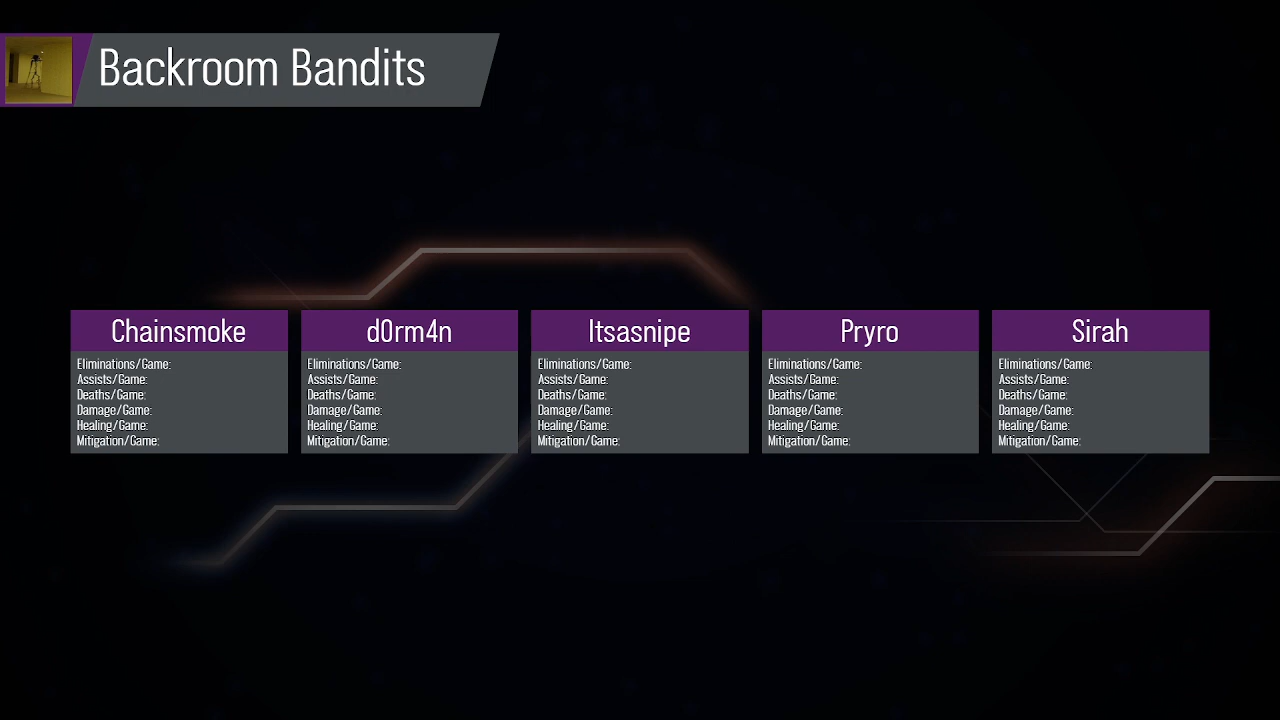 Backroom Bandits
Chainsmoke
Eliminations/Game:
Assists/Game:
Deaths/Game:
Damage/Game:
Healing/Game:
Mitigation/Game:
d0rm4n
Eliminations/Game:
Assists/Game:
Deaths/Game:
Damage/Game:
Healing/Game:
Mitigation/Game:
Itsasnipe
Eliminations/Game:
Assists/Game:
Deaths/Game:
Damage/Game:
Healing/Game:
Mitigation/Game:
Pryro
Eliminations/Game:
Assists/Game:
Deaths/Game:
Damage/Game:
Healing/Game:
Mitigation/Game:
Sirah
Eliminations/Game:
Assists/Game:
Deaths/Game:
Damage/Game:
Healing/Game:
Mitigation/Game: